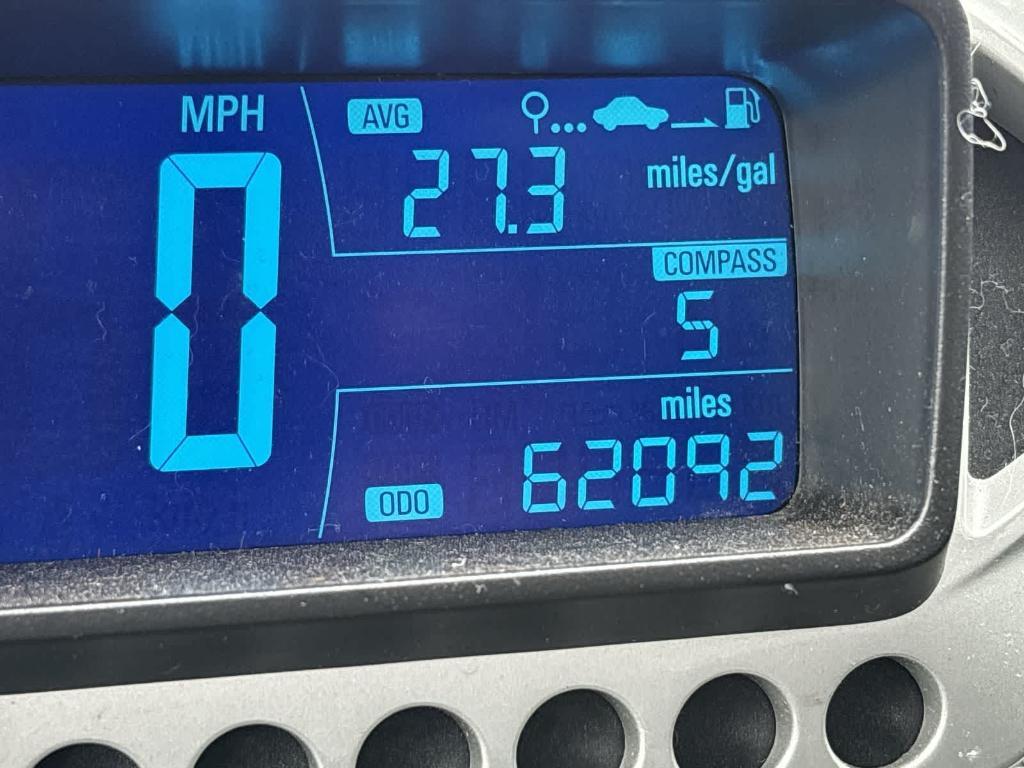 MPH
0
AVG
27.3 miles/gal
COMPASS
S
miles
ODO 62092